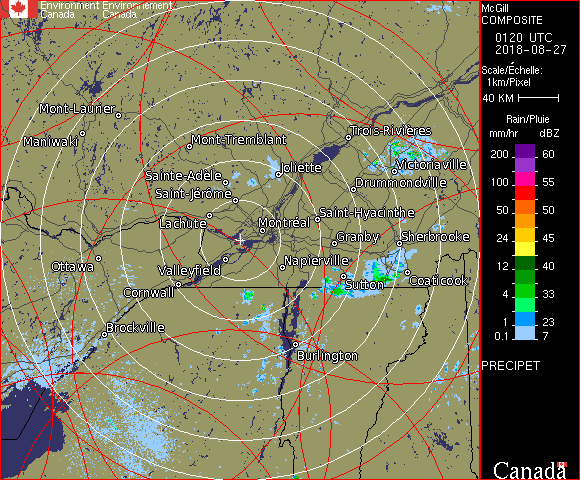 Environment Environnement
Canada Canada
McGill
COMPOSITE
0120 UTC
2018-08-27
Scale/Échelle:
1km/Pixel
40 KM
Rain/Pluie
mm/hr dBZ
200 60
100 55
50 50
24 45
12 40
4 33
1 23
0.1 7
PRECIPET
Canada
Mont-Laurier
Maniwaki
Mont-Tremblant
Trois-Rivières
Victoriaville
Sainte-Adèle
Joliette
Drummondville
Saint-Jérôme
Lachute
Montréal
Saint-Hyacinthe
Granby
Sherbrooke
Ottawa
Valleyfield
Napierville
Sutton
Coaticook
Cornwall
Brockville
Burlington